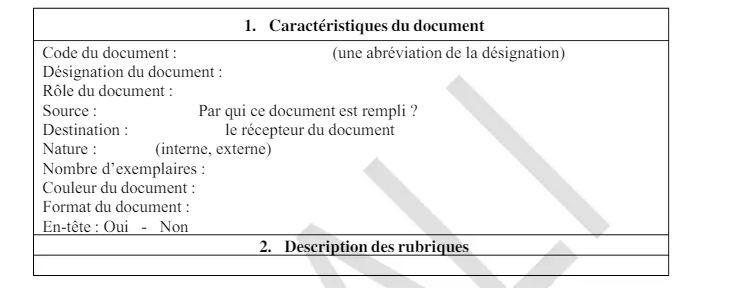 1. Caractéristiques du document
Code du document : (une abréviation de la désignation)
Désignation du document :
Rôle du document :
Source : Par qui ce document est rempli ?
Destination : le récepteur du document
Nature : (interne, externe)
Nombre d’exemplaires :
Couleur du document :
Format du document :
En-tête : Oui - Non
2. Description des rubriques
ALI